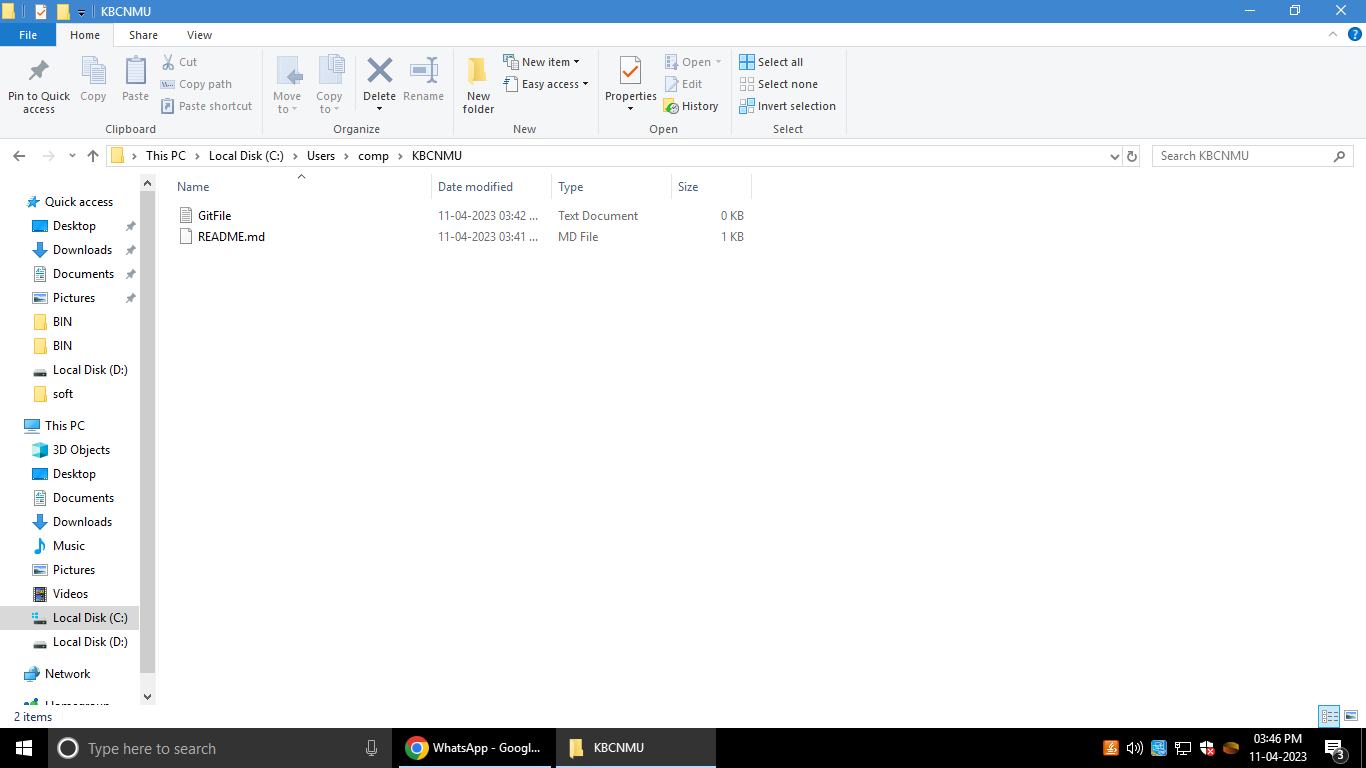 KBCNMU
File Home Share View
Pin to Quick access
Copy
Paste
Cut
Copy path
Paste shortcut
Clipboard
Move to
Copy to
Delete
Rename
Organize
New folder
New item
Easy access
New
Properties
Open
Edit
History
Open
Select all
Select none
Invert selection
Select
This PC > Local Disk (C:) > Users > comp > KBCNMU
Search KBCNMU
Name Date modified Type Size
GitFile 11-04-2023 03:42 ... Text Document 0 KB
README.md 11-04-2023 03:41 ... MD File 1 KB
Quick access
Desktop
Downloads
Documents
Pictures
BIN
BIN
Local Disk (D:)
soft
This PC
3D Objects
Desktop
Documents
Downloads
Music
Pictures
Videos
Local Disk (C:)
Local Disk (D:)
Network
2 items
Type here to search
WhatsApp - Googl...
KBCNMU
03:46 PM
11-04-2023
3